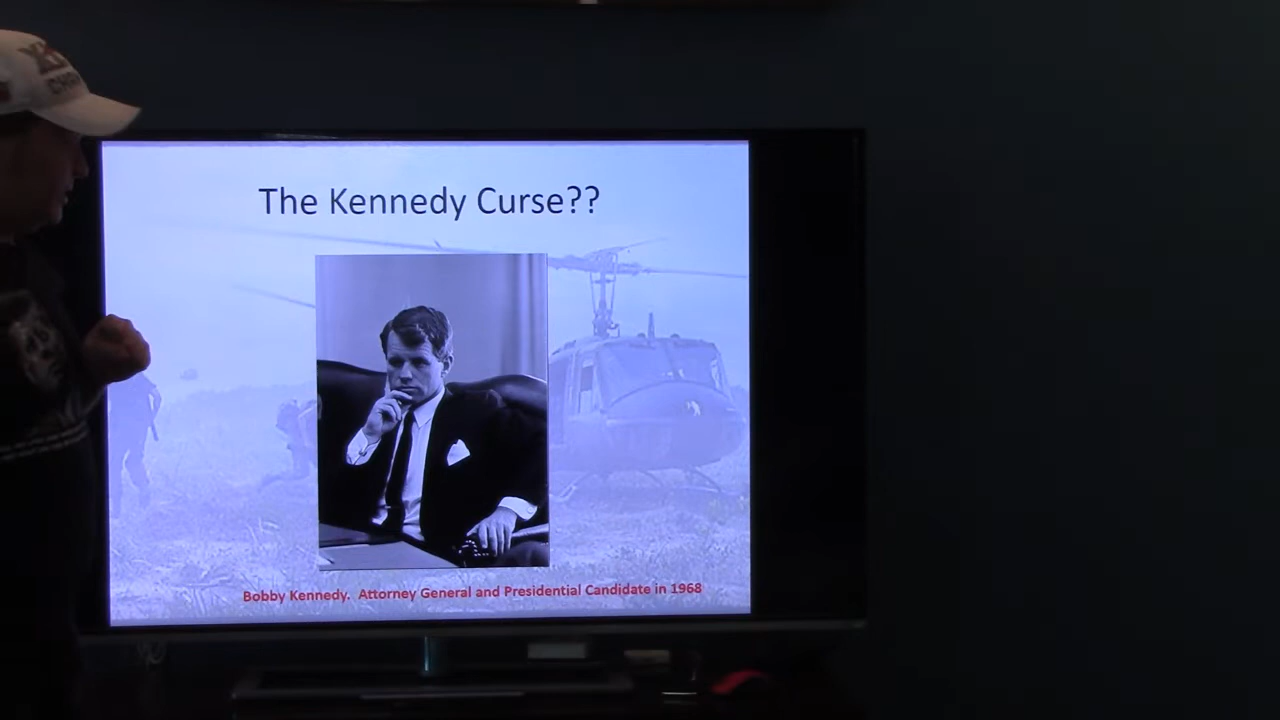 The Kennedy Curse??
Bobby Kennedy.  Attorney General and Presidential Candidate in 1968